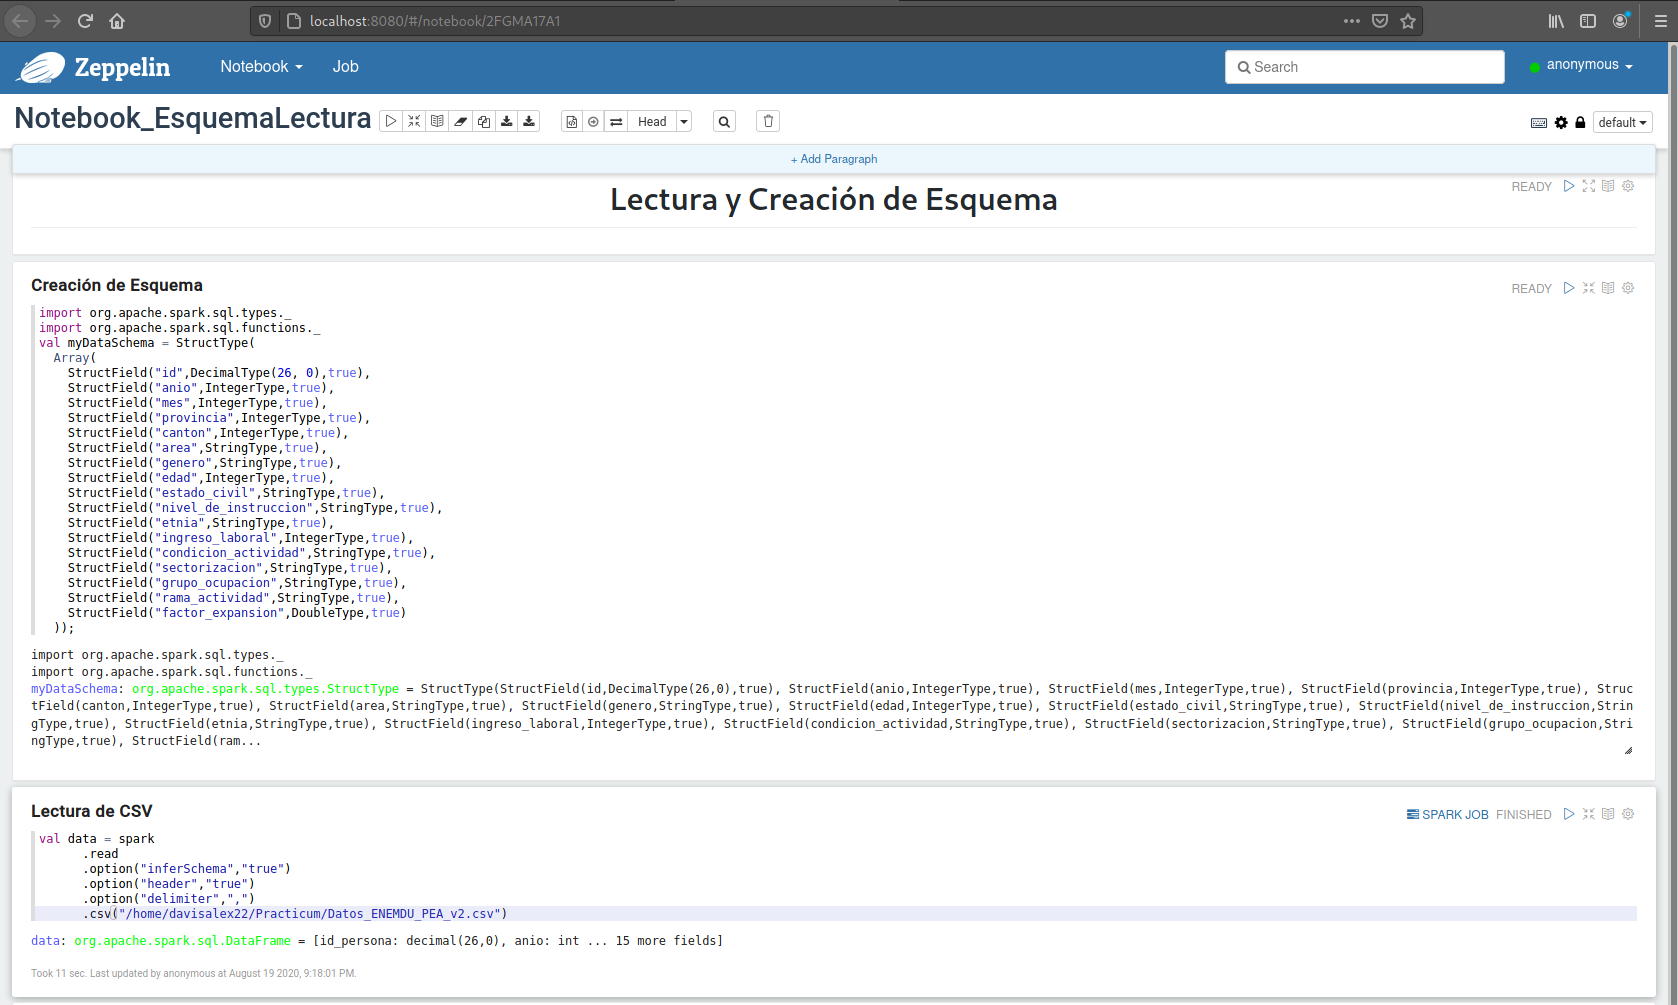 localhost:8080/#/notebook/2FGMA17A1
Zeppelin
Notebook
Job
Search
anonymous
Notebook_EsquemaLectura
Head
default
+ Add Paragraph
READY
Lectura y Creación de Esquema
Creación de Esquema
READY
import org.apache.spark.sql.types._
import org.apache.spark.sql.functions._
val myDataSchema = StructType(
  Array(
    StructField("id",DecimalType(26, 0),true),
    StructField("anio",IntegerType,true),
    StructField("mes",IntegerType,true),
    StructField("provincia",IntegerType,true),
    StructField("canton",IntegerType,true),
    StructField("area",StringType,true),
    StructField("genero",StringType,true),
    StructField("edad",IntegerType,true),
    StructField("estado_civil",StringType,true),
    StructField("nivel_de_instruccion",StringType,true),
    StructField("etnia",StringType,true),
    StructField("ingreso_laboral",IntegerType,true),
    StructField("condicion_actividad",StringType,true),
    StructField("sectorizacion",StringType,true),
    StructField("grupo_ocupacion",StringType,true),
    StructField("rama_actividad",StringType,true),
    StructField("factor_expansion",DoubleType,true)
  ));
import org.apache.spark.sql.types._
import org.apache.spark.sql.functions._
myDataSchema: org.apache.spark.sql.types.StructType = StructType(StructField(id,DecimalType(26,0),true), StructField(anio,IntegerType,true), StructField(mes,IntegerType,true), StructField(provincia,IntegerType,true), Struc
tField(canton,IntegerType,true), StructField(area,StringType,true), StructField(genero,StringType,true), StructField(edad,IntegerType,true), StructField(estado_civil,StringType,true), StructField(nivel_de_instruccion,Strin
gType,true), StructField(etnia,StringType,true), StructField(ingreso_laboral,IntegerType,true), StructField(condicion_actividad,StringType,true), StructField(sectorizacion,StringType,true), StructField(grupo_ocupacion,Stri
ngType,true), StructField(ram...
Lectura de CSV
SPARK JOB FINISHED
val data = spark
      .read
      .option("inferSchema","true")
      .option("header","true")
      .option("delimiter",",")
      .csv("/home/davisalex22/Practicum/Datos_ENEMDU_PEA_v2.csv")
data: org.apache.spark.sql.DataFrame = [id_persona: decimal(26,0), anio: int ... 15 more fields]
Took 11 sec. Last updated by anonymous at August 19 2020, 9:18:01 PM.